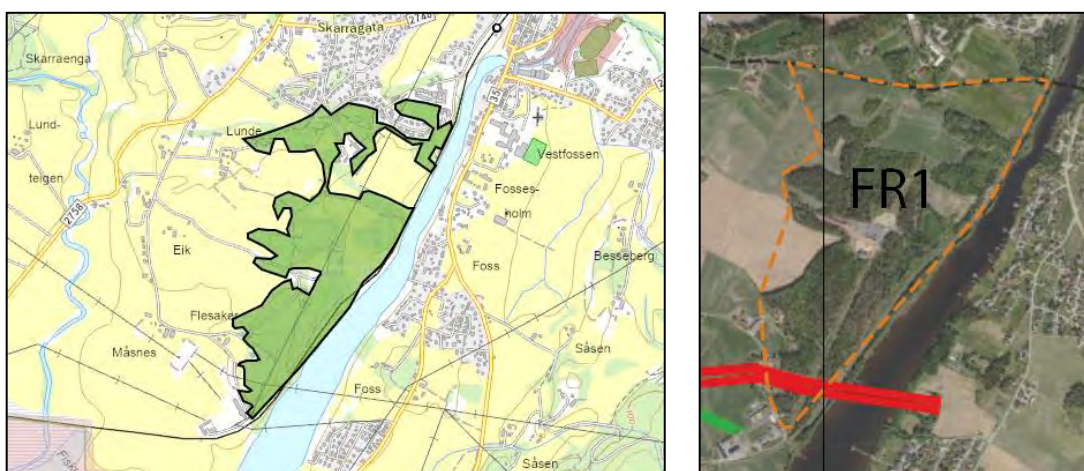 Skarragata
2748
Skarraenga
35
Lunde
Lund-
teigen
Vestfossen
Fosses-
holm
2758
Eik
Foss
Besseberg
Flesaker
Måsnes
Såsen
Foss
Såsen
FR1